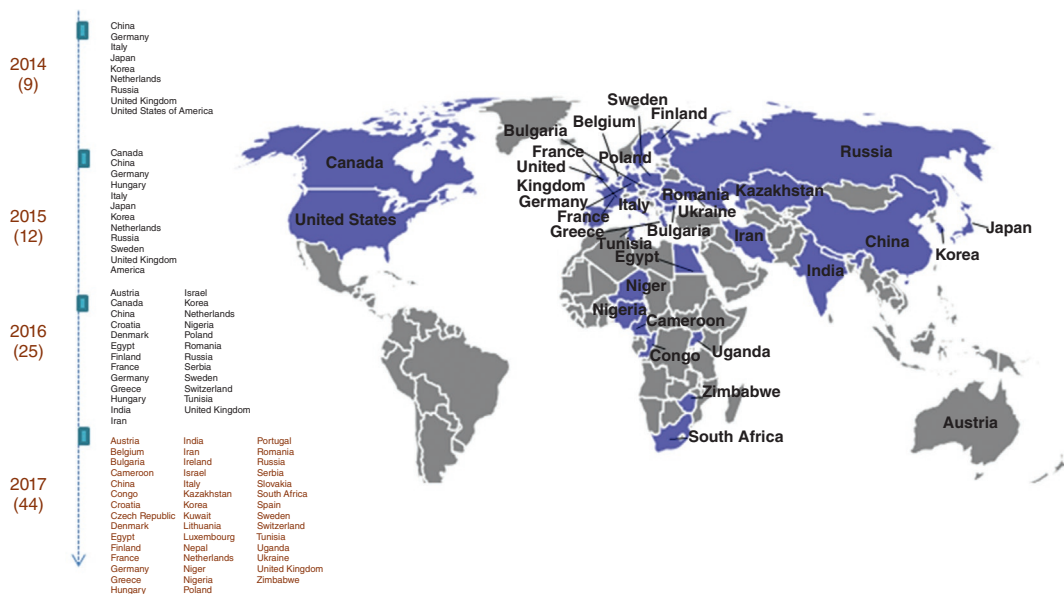 2014
(9)
China
Germany
Italy
Japan
Korea
Netherlands
Russia
United Kingdom
United States of America
2015
(12)
Canada
China
Germany
Hungary
Italy
Japan
Korea
Netherlands
Russia
Sweden
United Kingdom
America
2016
(25)
Austria
Canada
China
Croatia
Denmark
Egypt
Finland
France
Germany
Greece
Hungary
India
Iran
Israel
Korea
Netherlands
Nigeria
Poland
Romania
Russia
Serbia
Sweden
Switzerland
Tunisia
United Kingdom
2017
(44)
Austria
Belgium
Bulgaria
Cameroon
China
Congo
Croatia
Czech Republic
Denmark
Egypt
Finland
France
Germany
Greece
Hungary
India
Iran
Ireland
Israel
Italy
Kazakhstan
Korea
Kuwait
Lithuania
Luxembourg
Nepal
Netherlands
Niger
Nigeria
Poland
Portugal
Romania
Russia
Serbia
Slovakia
South Africa
Spain
Sweden
Switzerland
Tunisia
Uganda
Ukraine
United Kingdom
Zimbabwe
Canada
United States
Sweden
Belgium
Finland
Bulgaria
France
Poland
United
Kingdom
Germany
Italy
France
Greece
Romania
Ukraine
Bulgaria
Tunisia
Egypt
Kazakhstan
Russia
Iran
China
India
Japan
Korea
Niger
Nigeria
Cameroon
Congo
Uganda
Zimbabwe
South Africa
Austria